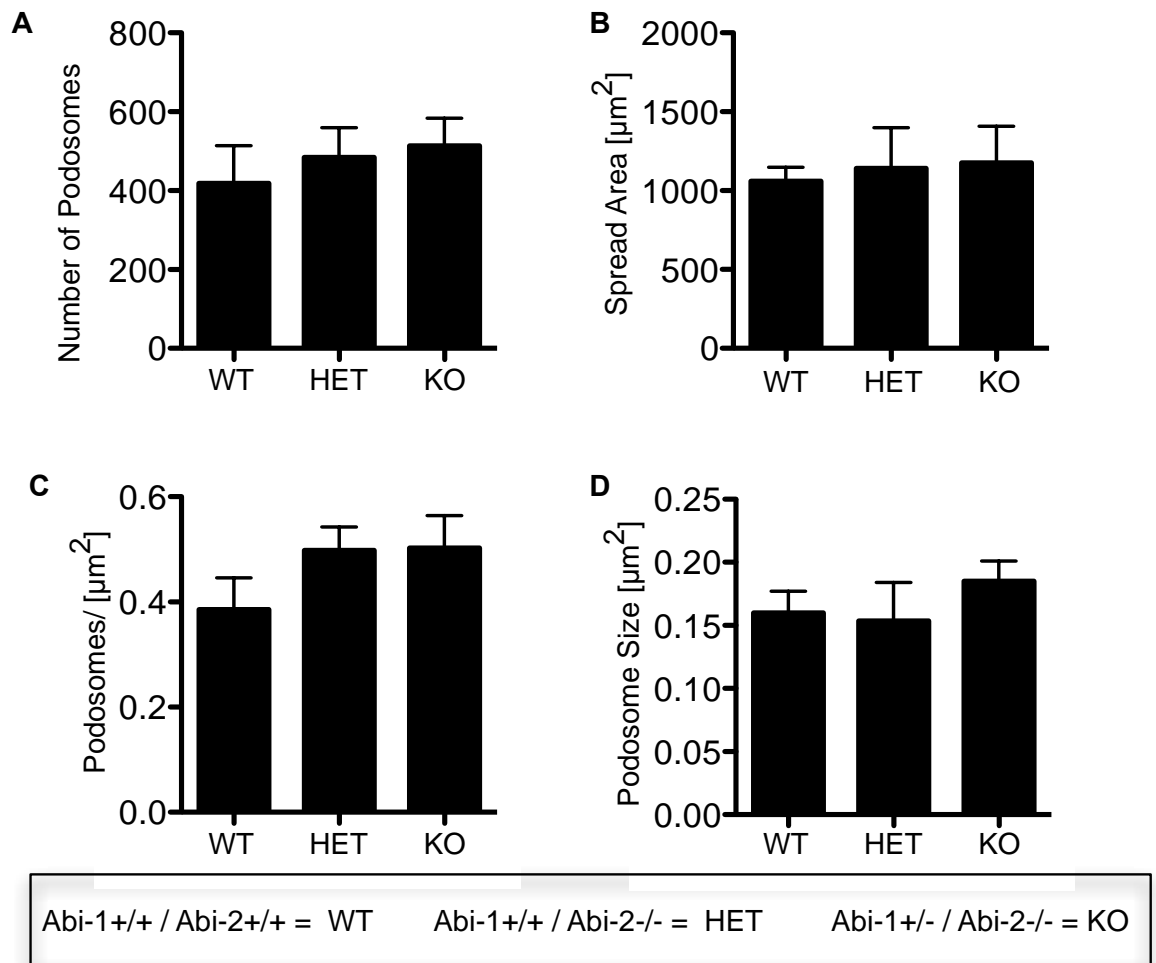 A
Number of Podosomes
800
600
400
200
0
WT HET KO
B
Spread Area [µm2]
2000
1500
1000
500
0
WT HET KO
C
Podosomes/ [µm2]
0.6
0.4
0.2
0.0
WT HET KO
D
Podosome Size [µm2]
0.25
0.20
0.15
0.10
0.05
0.00
WT HET KO
Abi-1+/+ / Abi-2+/+ = WT Abi-1+/+ / Abi-2-/- = HET Abi-1+/- / Abi-2-/- = KO